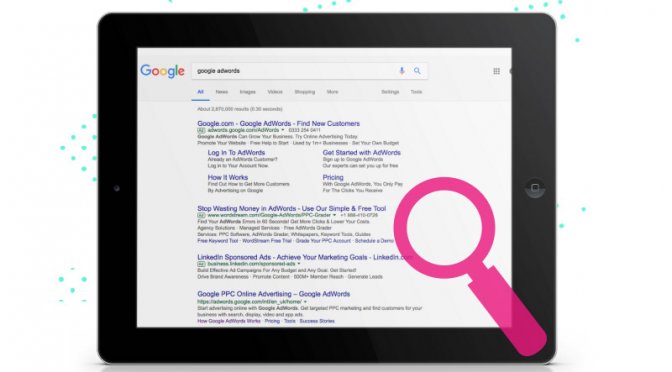 Google
google adwords
All News Images Videos Shopping More Settings Tools
About 2,870,000 results (0.35 seconds)
Google.com - Google AdWords - Find New Customers
Ad adwords.google.com/AdWords 0333 254 0411
Google AdWords Can Grow Your Business. Try Online Advertising Today.
Promote Your Website · Free Help to Start · Used by 1m+ Businesses · Set Your Own Budget
Log In To AdWords
Already an AdWords Customer?
Log in to Your Account Now.
Get Started with AdWords
Sign up to Google AdWords
Our experts can set you up for free
How It Works
Find Out How to Get More Customers
By Advertising on Google
Pricing
With Google AdWords, You Only Pay
For The Clicks You Receive
Stop Wasting Money in AdWords - Use Our Simple & Free Tool
Ad www.wordstream.com/Google-AdWords/PPC-Grader
Find Your AdWords Errors in 60 Seconds! Get More Clicks & Lower Costs.
Agency Solutions · Managed Services · Free AdWords Grader
Services: PPC Software, AdWords Grader, Whitepapers, Keyword Tools, Guides
Free Keyword Tool · WordStream Free Trial · Grade Your PPC Account · Schedule a Demo
LinkedIn Sponsored Ads - Achieve Your Marketing Goals - LinkedIn.com
Ad business.linkedin.com/sponsored-ads
Build Effective Ad Campaigns For Any Budget and Any Goal. Get Started!
Drive Brand Awareness · Promote Content · 500M+ Member Reach · Generate Leads
Google PPC Online Advertising – Google AdWords
https://adwords.google.com/intl/en_uk/home/
Start advertising online with Google AdWords. Get targeted PPC marketing and find customers for your
business with search, display, video and app ads.
How Google AdWords Works · Pricing · Tools · Success Stories